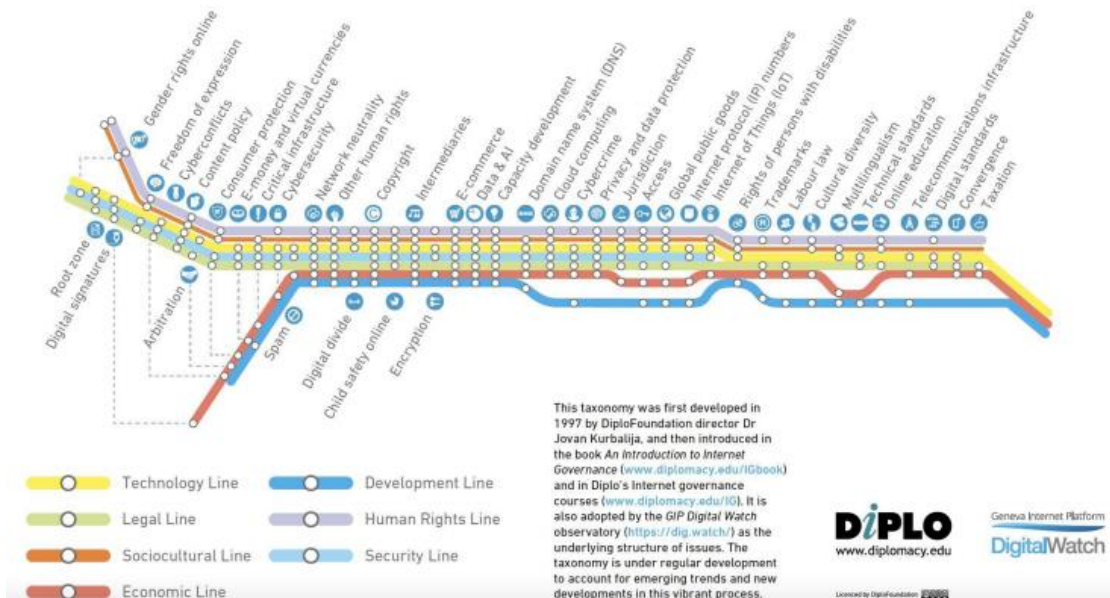 Gender rights online
Freedom of expression
Cyberconflicts
Content policy
Consumer protection
E-money and virtual currencies
Critical infrastructure
Cybersecurity
Network neutrality
Other human rights
Copyright
Intermediaries
E-commerce
Data & AI
Capacity development
Domain name system (DNS)
Cloud computing
Cybercrime
Privacy and data protection
Jurisdiction
Access
Global public goods
Internet protocol (IP) numbers
Internet of Things (IoT)
Rights of persons with disabilities
Trademarks
Labour law
Cultural diversity
Multilingualism
Technical standards
Online education
Telecommunications infrastructure
Digital standards
Convergence
Taxation
Root zone
Digital signatures
Arbitration
Spam
Digital divide
Child safety online
Encryption
Technology Line
Legal Line
Sociocultural Line
Economic Line
Development Line
Human Rights Line
Security Line
This taxonomy was first developed in
1997 by DiploFoundation director Dr
Jovan Kurbalija, and then introduced in
the book An Introduction to Internet
Governance (www.diplomacy.edu/IGbook)
and in Diplo's Internet governance
courses (www.diplomacy.edu/IG). It is
also adopted by the GIP Digital Watch
observatory (https://dig.watch/) as the
underlying structure of issues. The
taxonomy is under regular development
to account for emerging trends and new
developments in this vibrant process.
DiPLO
www.diplomacy.edu
Geneva Internet Platform
DigitalWatch
Licenced by DiploFoundation